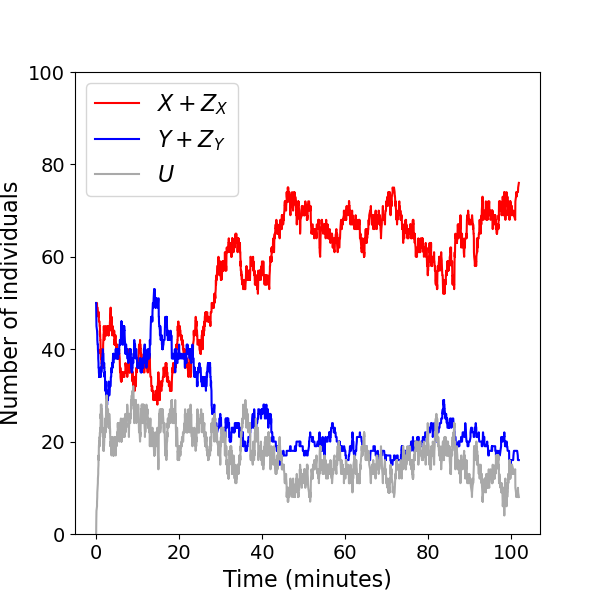 100
80
60
40
20
0
0 20 40 60 80 100
Number of individuals
Time (minutes)
X + Z_X
Y + Z_Y
U